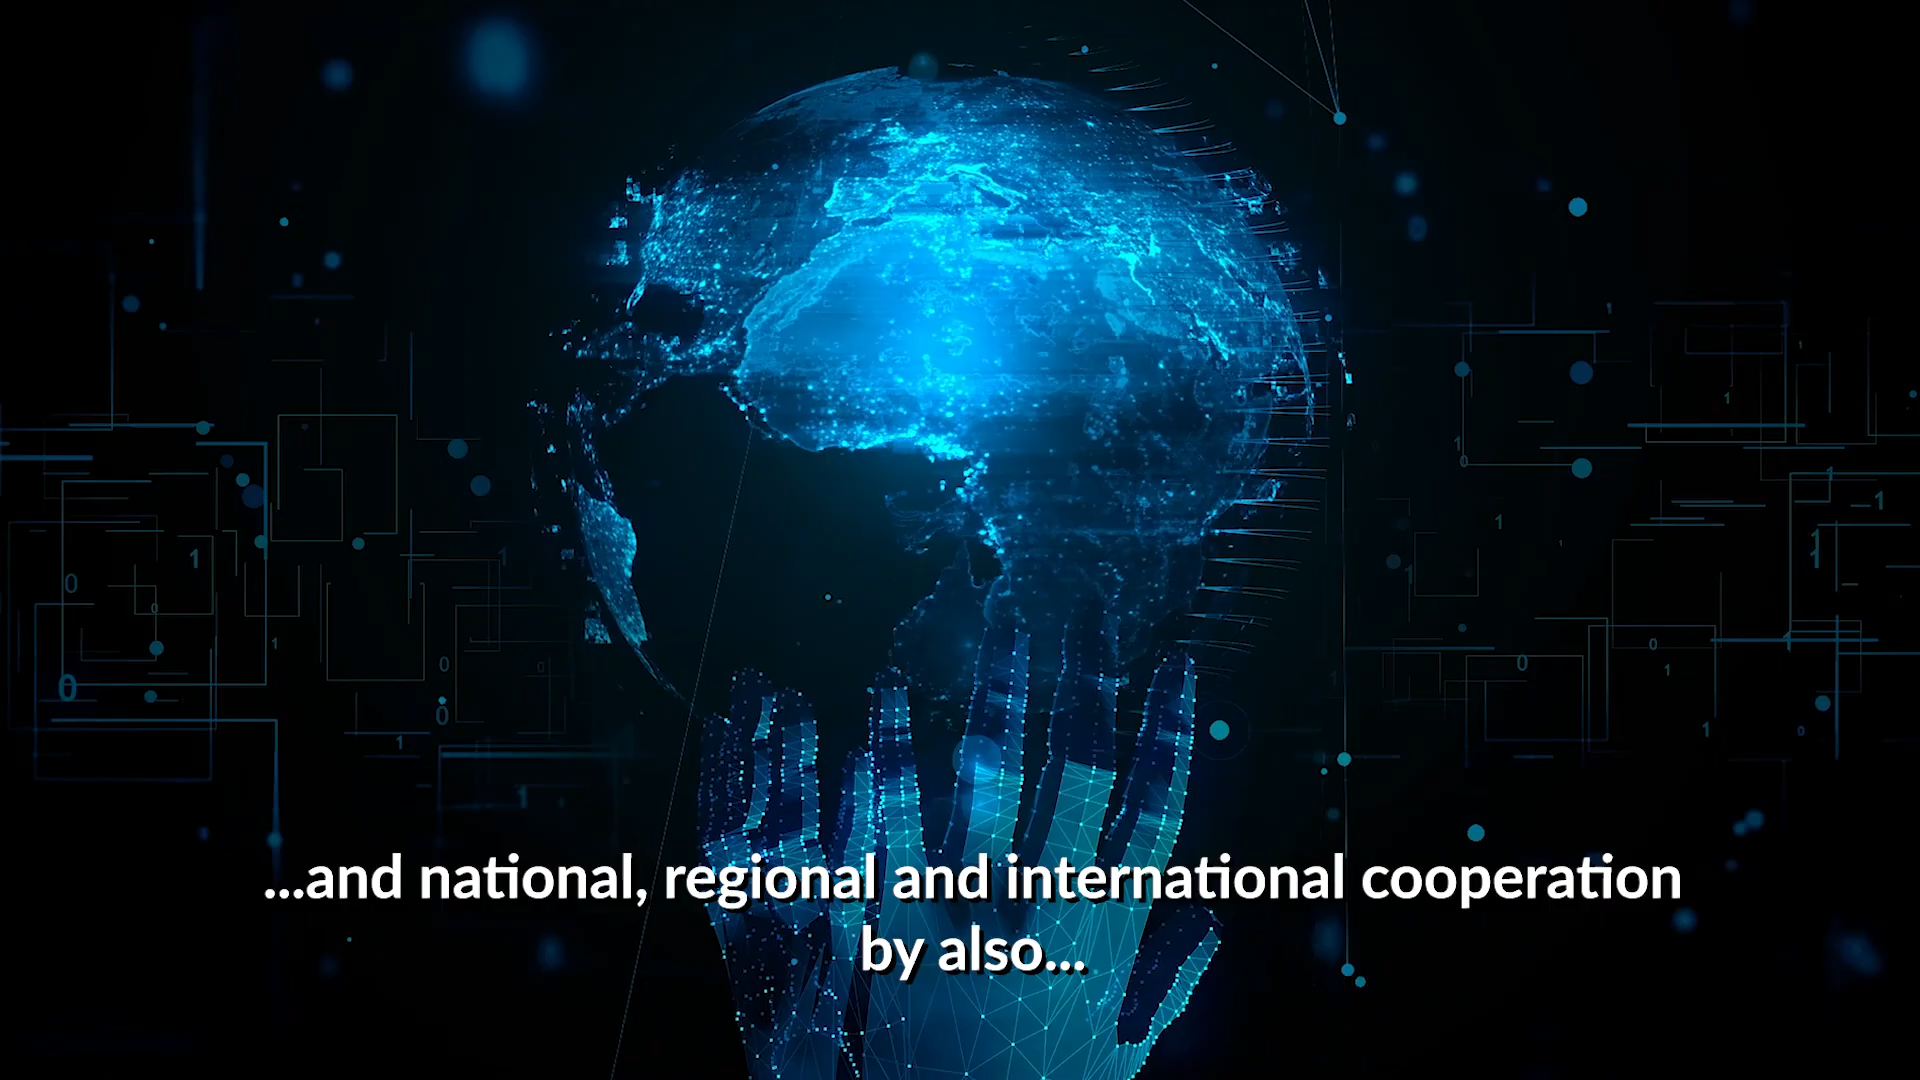 ...and national, regional and international cooperation
by also...